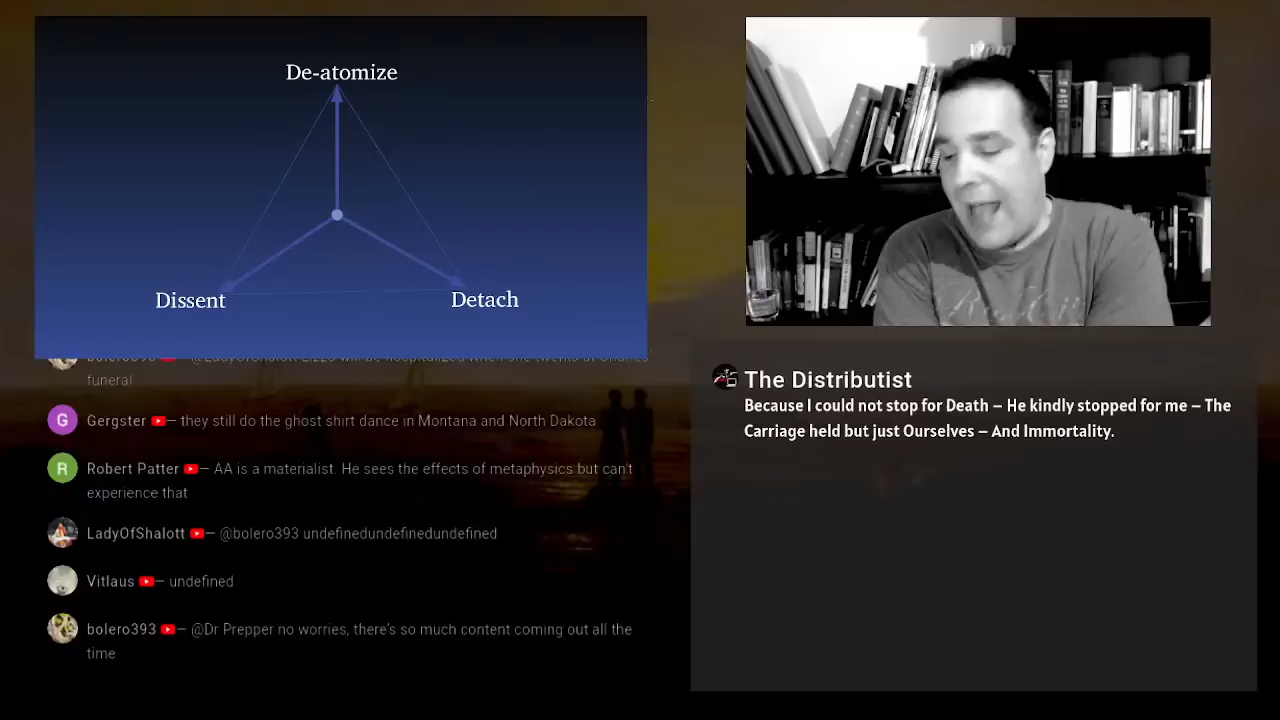 De-atomize
Dissent
Detach
funeral
G
Gergster — they still do the ghost shirt dance in Montana and North Dakota
R
Robert Patter — AA is a materialist. He sees the effects of metaphysics but can't
experience that
LadyOfShalott — @bolero393 undefinedundefinedundefined
Vitlaus — undefined
bolero393 — @Dr Prepper no worries, there's so much content coming out all the
time
The Distributist
Because I could not stop for Death – He kindly stopped for me – The
Carriage held but just Ourselves – And Immortality.